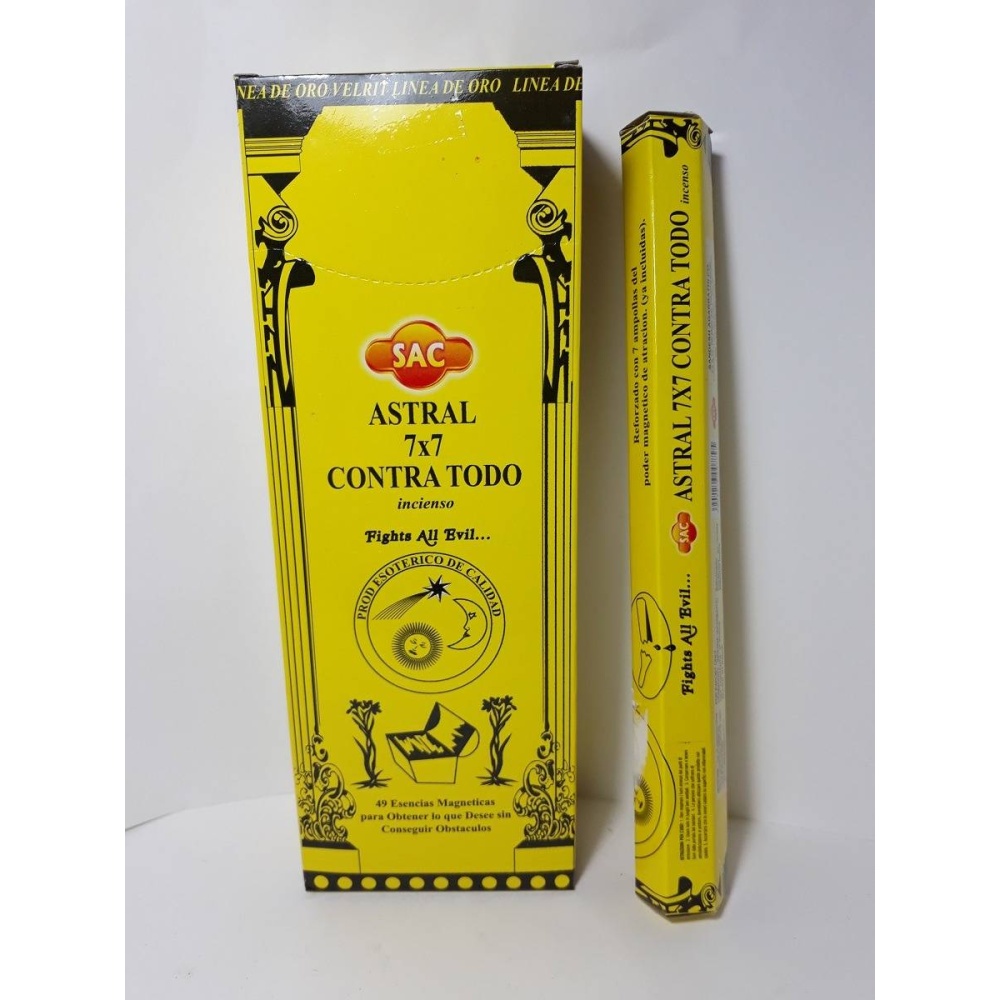 NEA DE ORO VELRIT LINEA DE ORO LINEA DE
SAC
ASTRAL
7x7
CONTRA TODO
incienso
Fights All Evil...
PROD ESOTERICO DE CALIDAD
49 Esencias Magneticas
para Obtener lo que Desee sin
Conseguir Obstaculos
Reforzado con 7 ampollas del
poder magnetico de atracion. (ya incluidas).
Fights All Evil... SAC ASTRAL 7X7 CONTRA TODO incenso